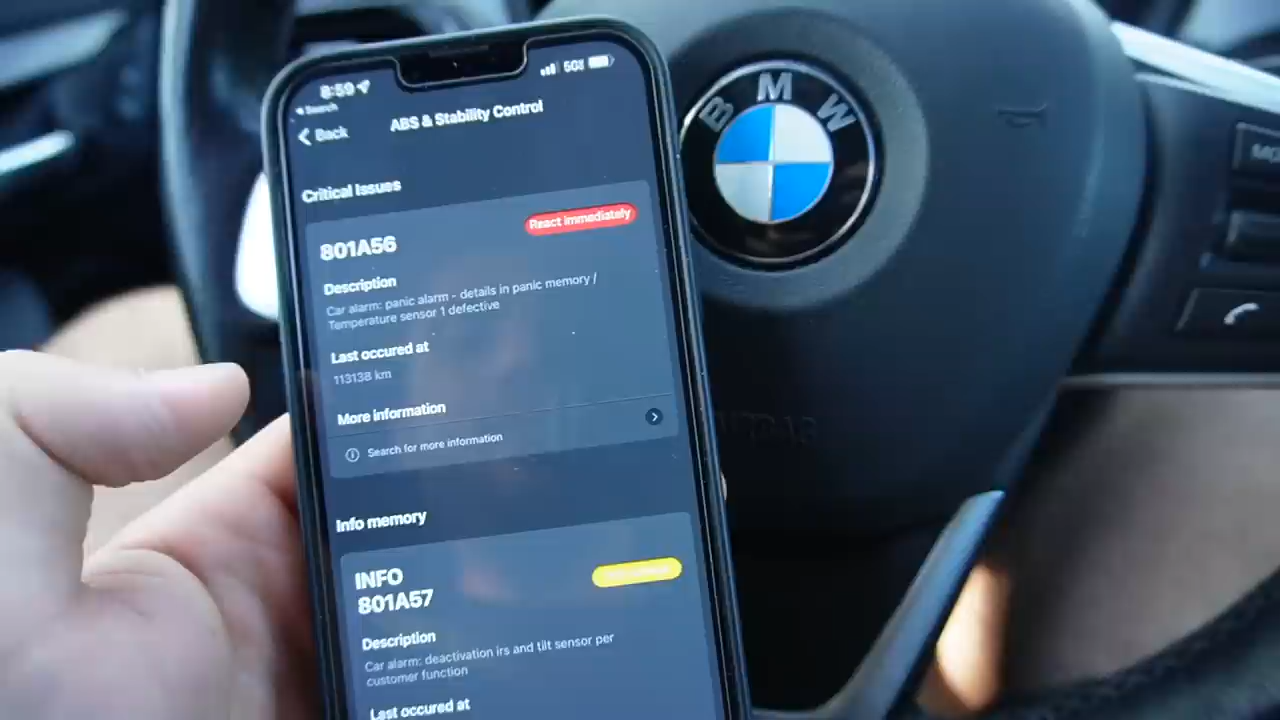 8:59
Search
5G
Back
ABS & Stability Control
Critical Issues
React immediately
801A56
Description
Car alarm: panic alarm - details in panic memory /
Temperature sensor 1 defective
Last occured at
113138 km
More information
Search for more information
Info memory
INFO
801A57
Description
Car alarm: deactivation irs and tilt sensor per
customer function
Last occured at
BMW